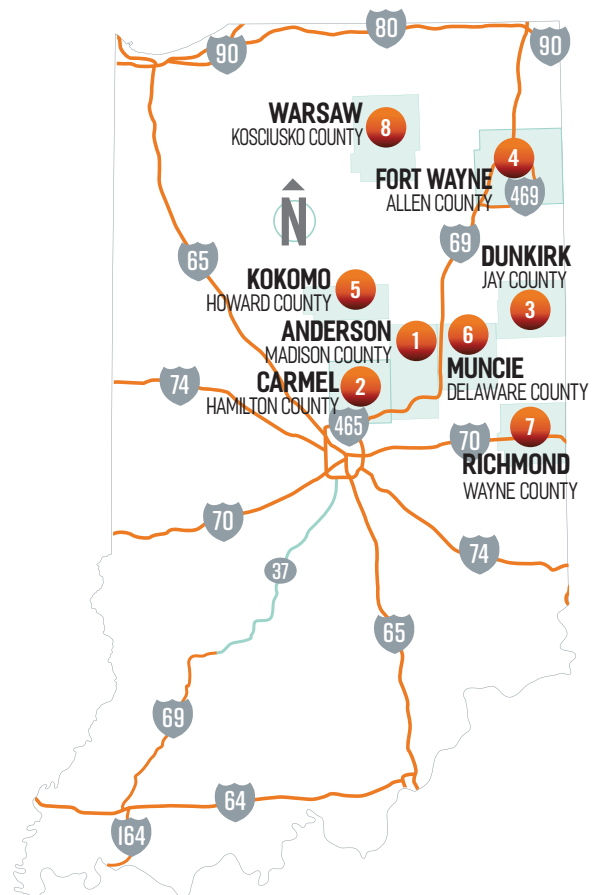 80
90
90
WARSAW
KOSCIUSKO COUNTY
8
4
FORT WAYNE
ALLEN COUNTY
469
N
69
65
DUNKIRK
JAY COUNTY
KOKOMO
HOWARD COUNTY
5
3
ANDERSON
MADISON COUNTY
1
6
MUNCIE
DELAWARE COUNTY
74
CARMEL
HAMILTON COUNTY
2
465
70
7
RICHMOND
WAYNE COUNTY
70
74
37
65
69
64
164